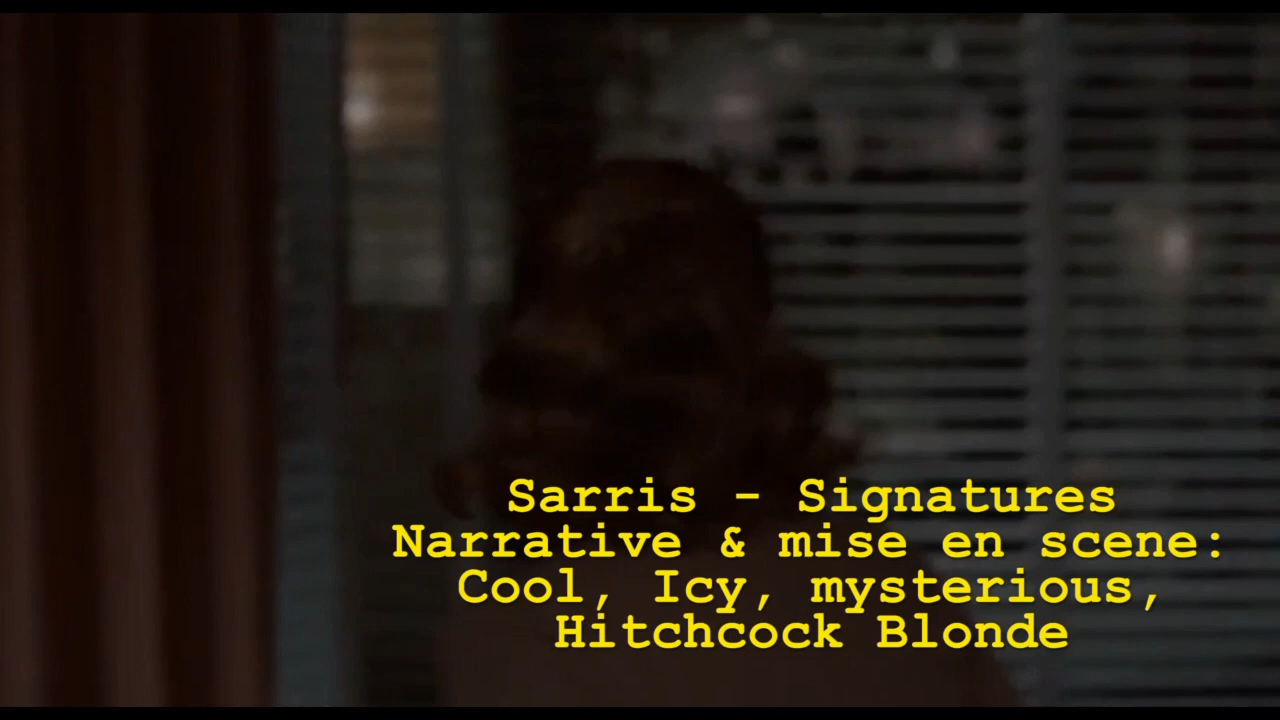 Sarris - Signatures
Narrative & mise en scene:
Cool, Icy, mysterious,
Hitchcock Blonde